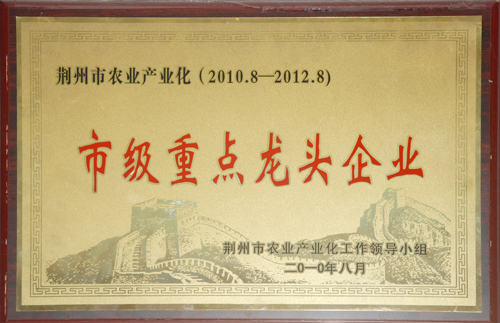 荆州市农业产业化（2010.8—2012.8)
市级重点龙头企业
荆州市农业产业化工作领导小组
二〇一〇年八月